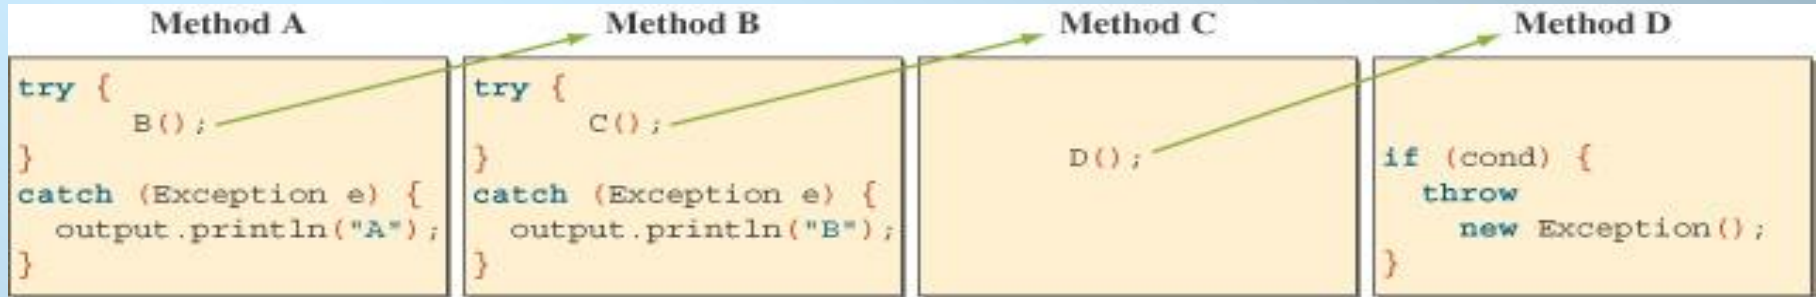 Method A
try {
B();
}
catch (Exception e) {
output.println("A");
}
Method B
try {
C();
}
catch (Exception e) {
output.println("B");
}
Method C
D();
Method D
if (cond) {
throw
new Exception();
}